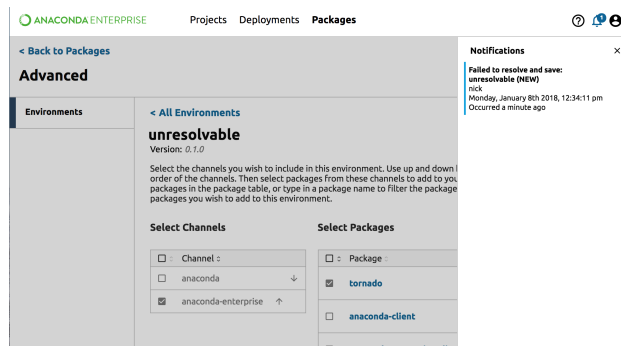 ANACONDA ENTERPRISE
Projects Deployments Packages
1
< Back to Packages
Advanced
Environments
< All Environments
unresolvable
Version: 0.1.0
Select the channels you wish to include in this environment. Use up and down
order of the channels. Then select packages from these channels to add to you
packages in the package table, or type in a package name to filter the package
packages you wish to add to this environment.
Select Channels
Channel
anaconda
anaconda-enterprise
Select Packages
Package
tornado
anaconda-client
Notifications
Failed to resolve and save:
unresolvable (NEW)
nick
Monday, January 8th 2018, 12:34:11 pm
Occurred a minute ago